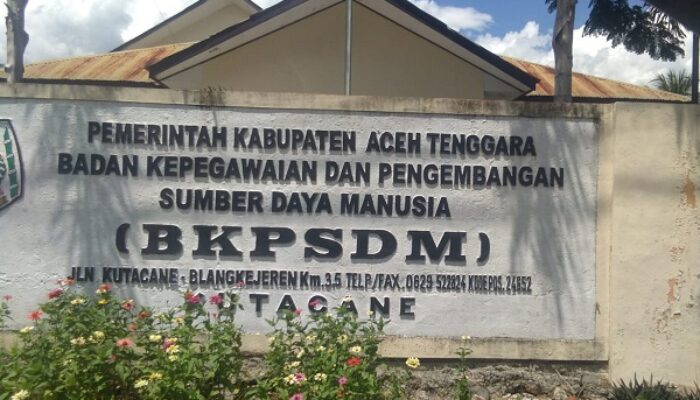 PEMERINTAH KABUPATEN ACEH TENGGARA
BADAN KEPEGAWAIAN DAN PENGEMBANGAN
SUMBER DAYA MANUSIA
(BKPSDM)
JLN KUTACANE - BLANGKEJEREN Km. 3.5 TELP/FAX. 0629 522824 KODE POS. 24652
KUTACANE